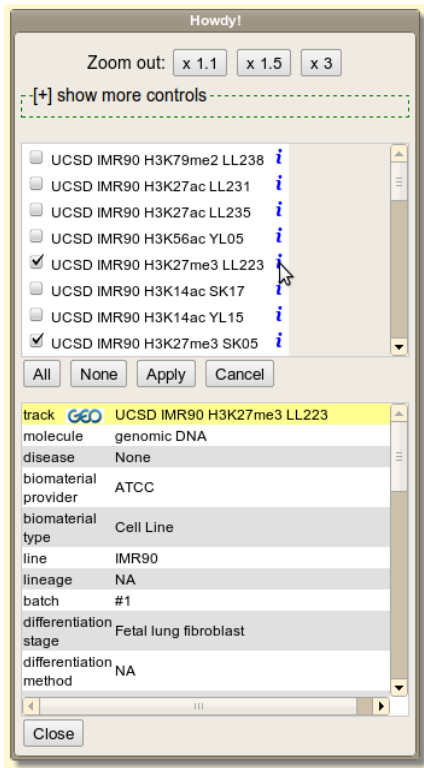 Howdy!
Zoom out: x 1.1 x 1.5 x 3
[+] show more controls
UCSD IMR90 H3K79me2 LL238 i
UCSD IMR90 H3K27ac LL231 i
UCSD IMR90 H3K27ac LL235 i
UCSD IMR90 H3K56ac YL05 i
UCSD IMR90 H3K27me3 LL223 i
UCSD IMR90 H3K14ac SK17 i
UCSD IMR90 H3K14ac YL15 i
UCSD IMR90 H3K27me3 SK05 i
All None Apply Cancel
track GEO UCSD IMR90 H3K27me3 LL223
molecule genomic DNA
disease None
biomaterial
provider ATCC
biomaterial
type Cell Line
line IMR90
lineage NA
batch #1
differentiation
stage Fetal lung fibroblast
differentiation
method NA
Close